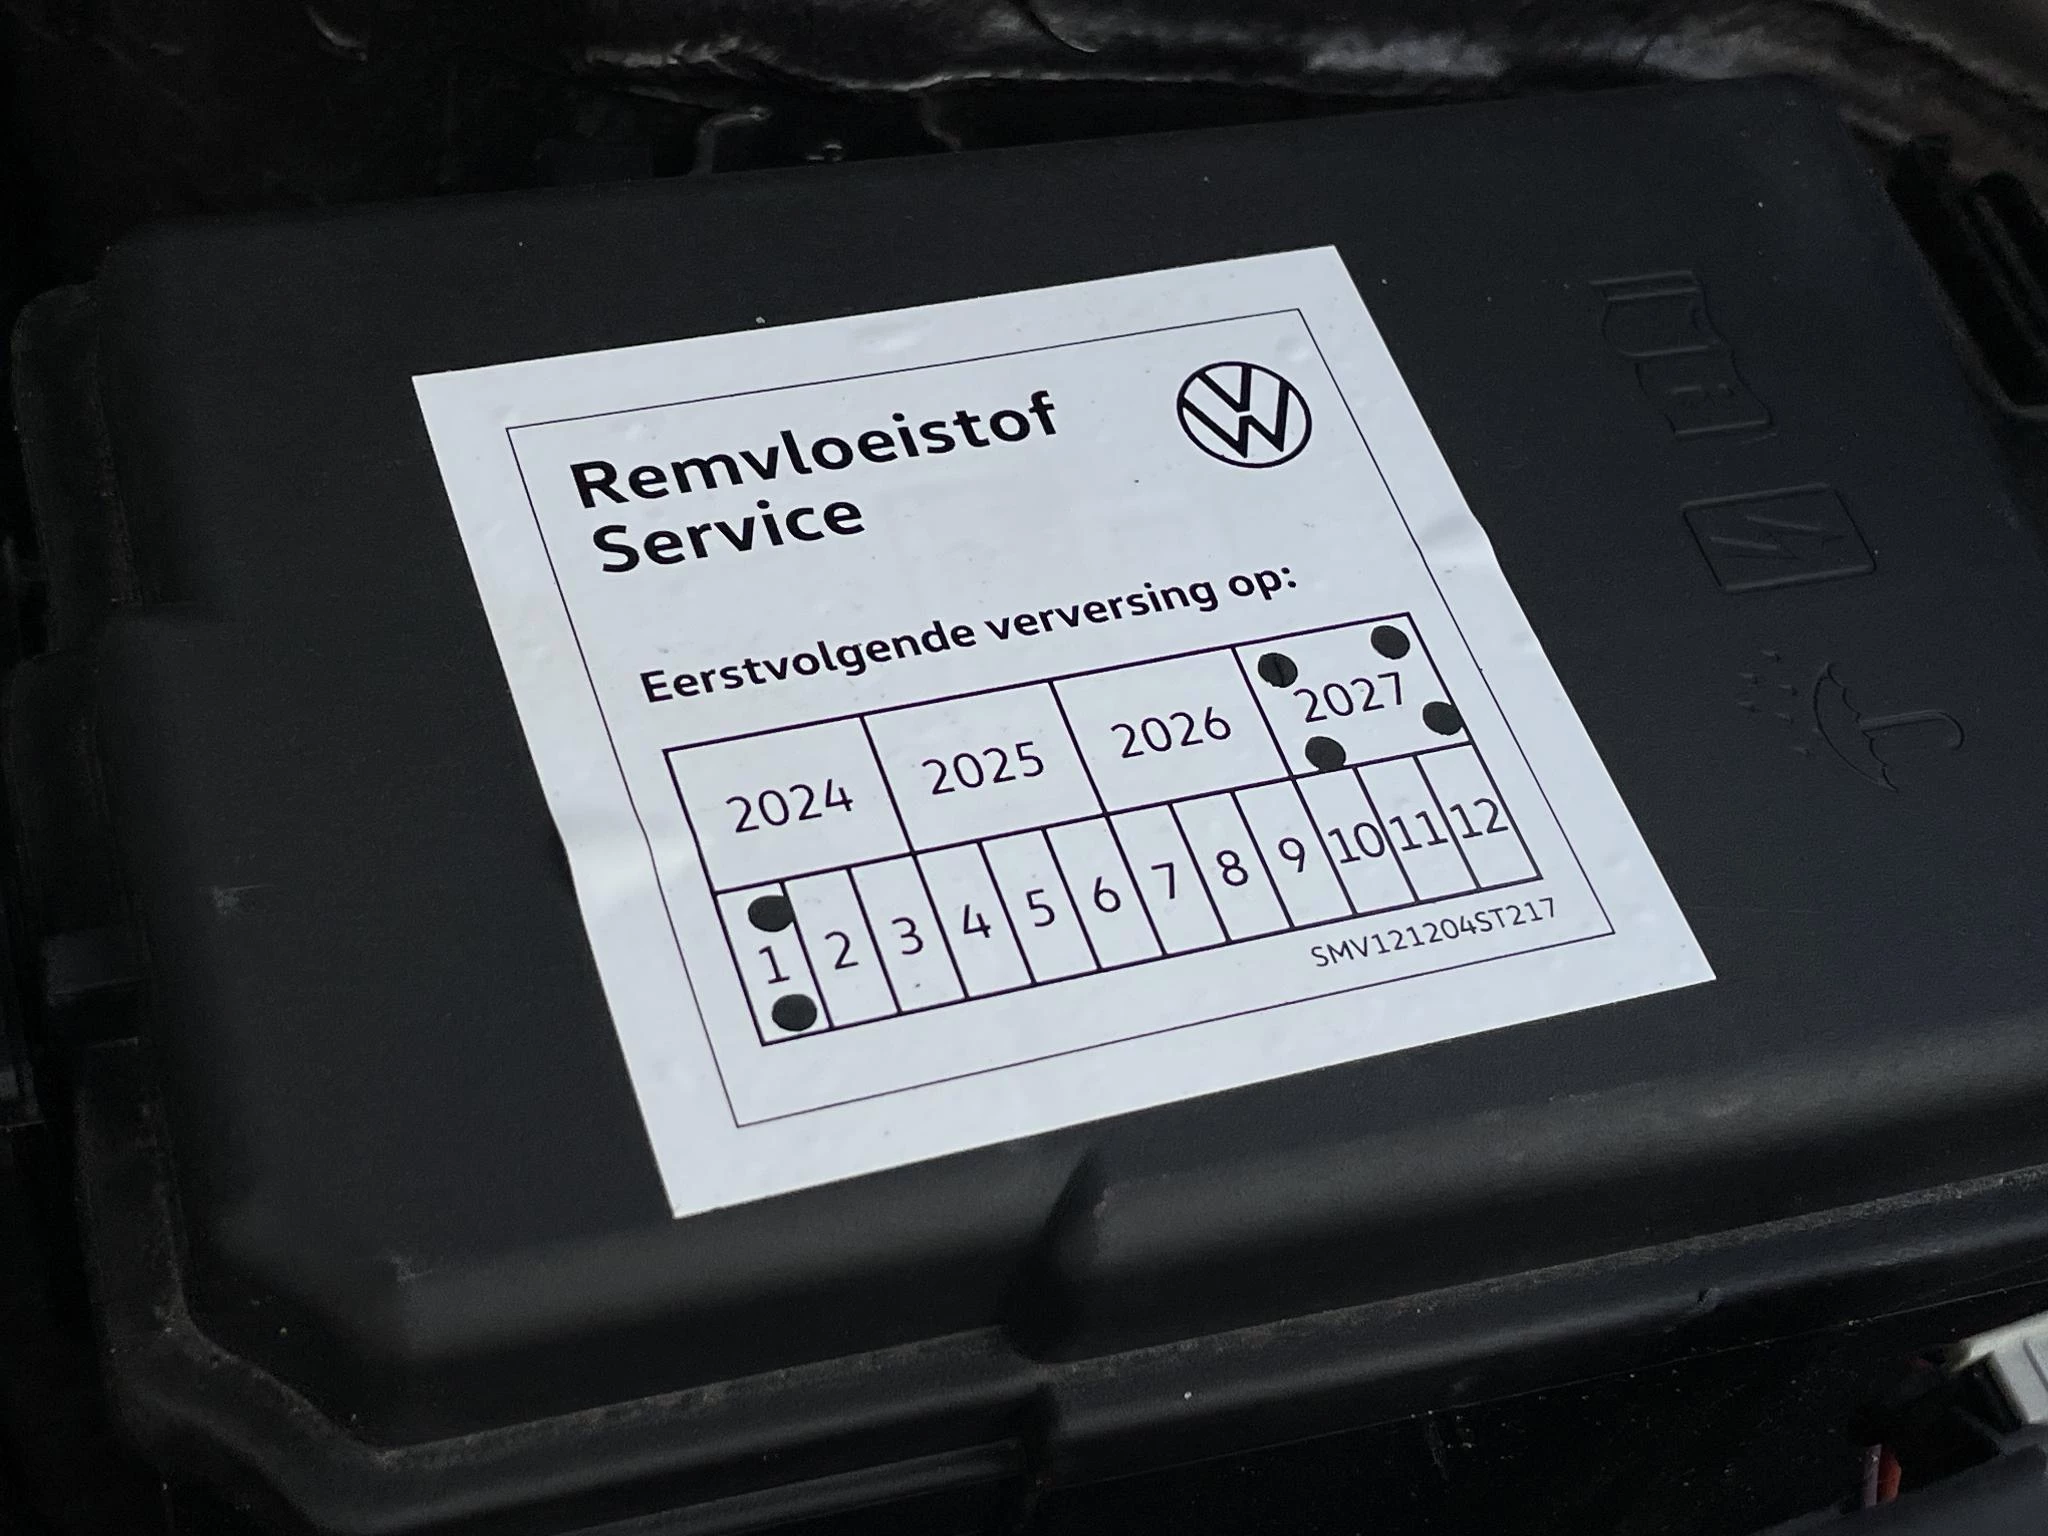 Remvloeistof
Service
Eerstvolgende verversing op:
2024 2025 2026 2027
1 2 3 4 5 6 7 8 9 10 11 12
SMV121204ST217